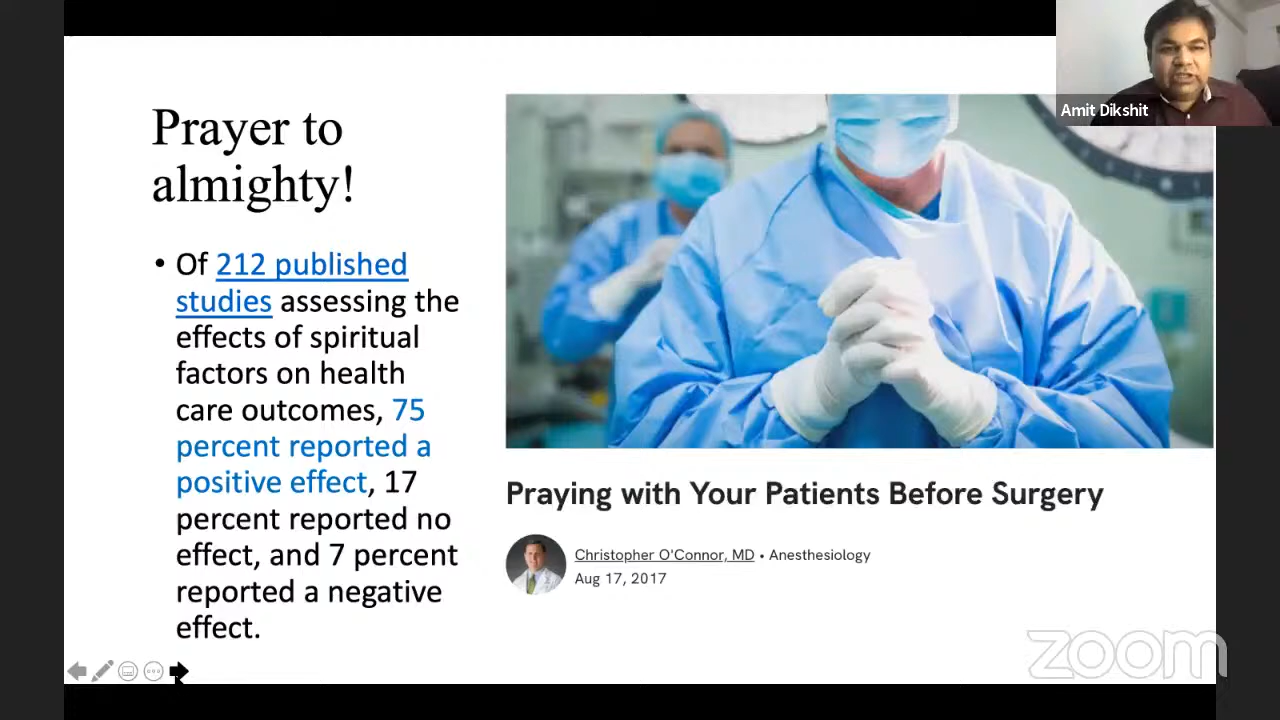 Amit Dikshit
Prayer to
almighty!
• Of 212 published
studies assessing the
effects of spiritual
factors on health
care outcomes, 75
percent reported a
positive effect, 17
percent reported no
effect, and 7 percent
reported a negative
effect.
Praying with Your Patients Before Surgery
Christopher O'Connor, MD • Anesthesiology
Aug 17, 2017
zoom